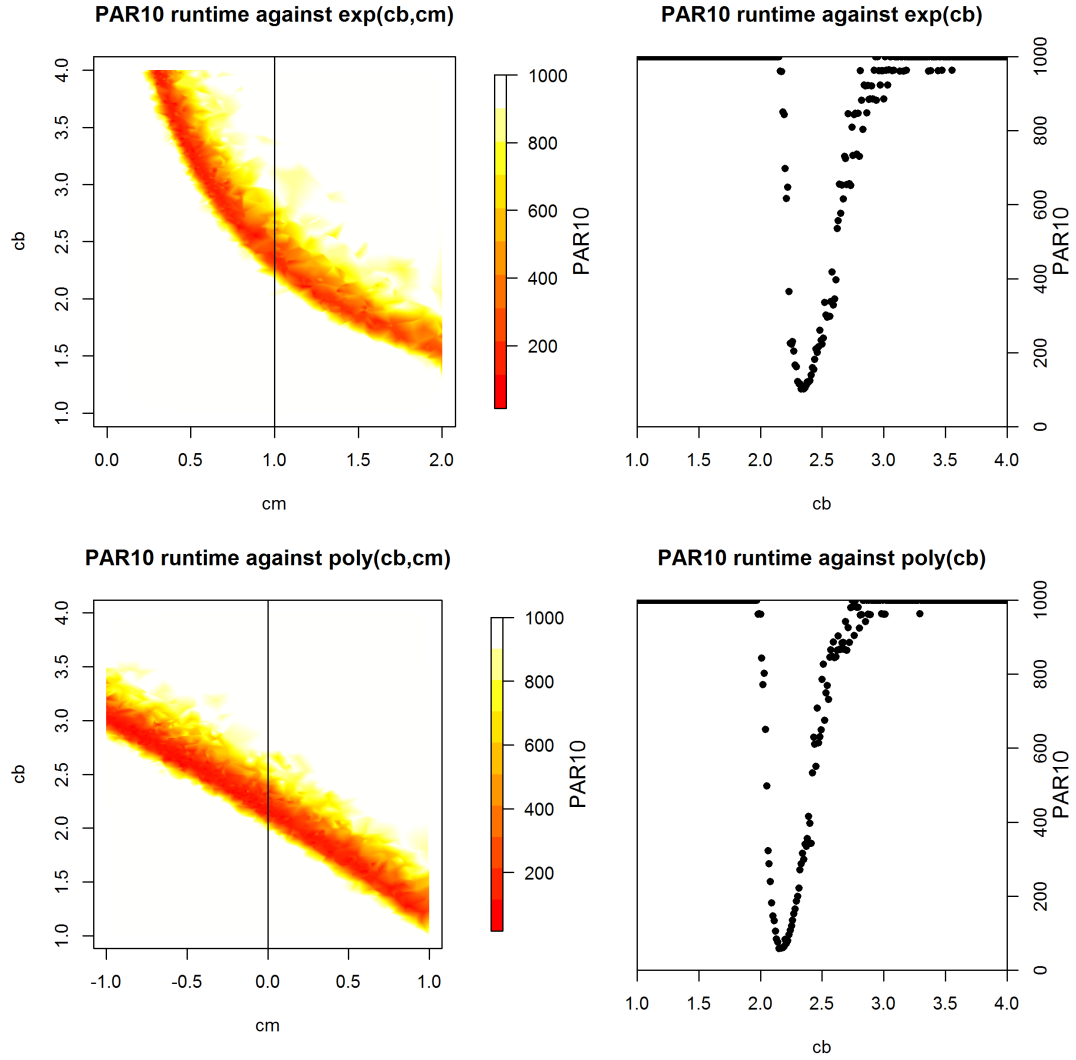 PAR10 runtime against exp(cb,cm)
4.0
3.5
3.0
2.5
2.0
1.5
1.0
cb
0.0 0.5 1.0 1.5 2.0
cm
1000
800
600
400
200
PAR10
PAR10 runtime against exp(cb)
1000
800
600
400
200
0
PAR10
1.0 1.5 2.0 2.5 3.0 3.5 4.0
cb
PAR10 runtime against poly(cb,cm)
4.0
3.5
3.0
2.5
2.0
1.5
1.0
cb
-1.0 -0.5 0.0 0.5 1.0
cm
1000
800
600
400
200
PAR10
PAR10 runtime against poly(cb)
1000
800
600
400
200
0
PAR10
1.0 1.5 2.0 2.5 3.0 3.5 4.0
cb